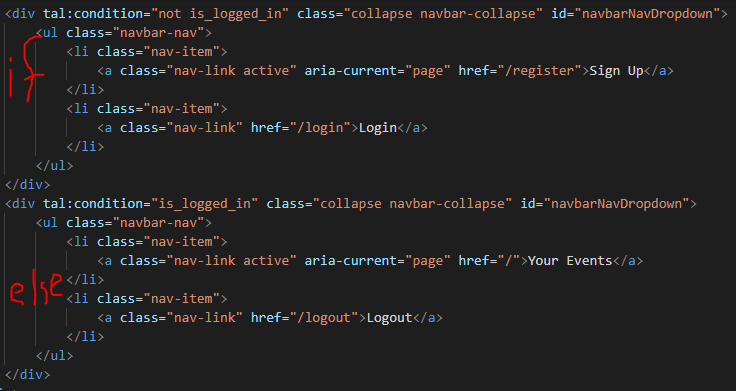 <div tal:condition="not is_logged_in" class="collapse navbar-collapse" id="navbarNavDropdown">
<ul class="navbar-nav">
<li class="nav-item">
if
<a class="nav-link active" aria-current="page" href="/register">Sign Up</a>
</li>
<li class="nav-item">
<a class="nav-link" href="/login">Login</a>
</li>
</ul>
</div>
<div tal:condition="is_logged_in" class="collapse navbar-collapse" id="navbarNavDropdown">
<ul class="navbar-nav">
<li class="nav-item">
<a class="nav-link active" aria-current="page" href="/">Your Events</a>
else
</li>
<li class="nav-item">
<a class="nav-link" href="/logout">Logout</a>
</li>
</ul>
</div>